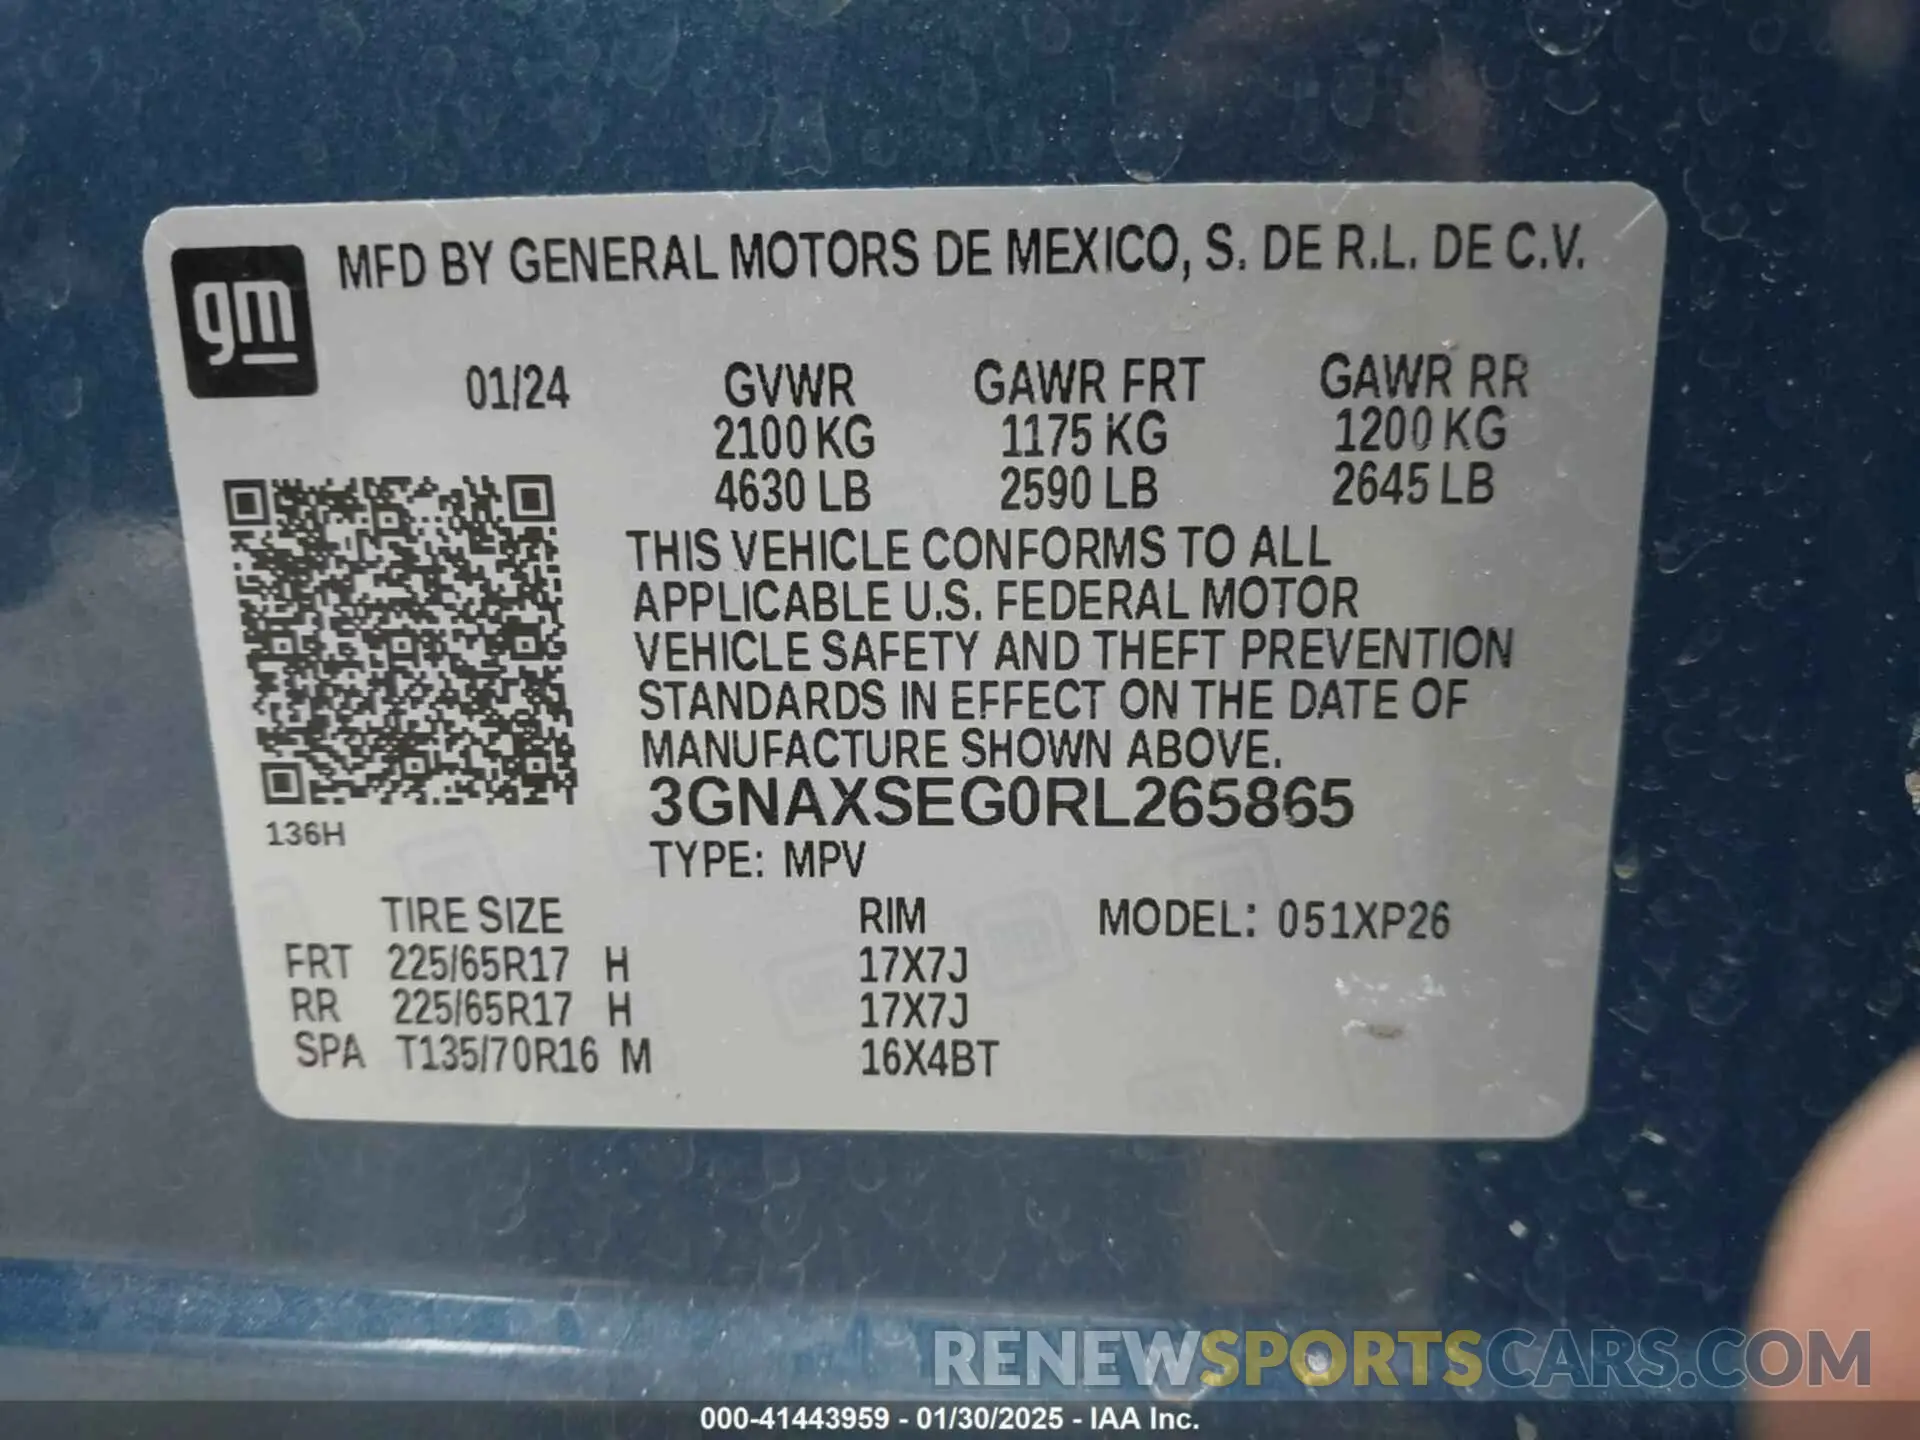 gm
MFD BY GENERAL MOTORS DE MEXICO, S. DE R.L. DE C.V.
01/24 GVWR GAWR FRT GAWR RR
2100 KG 1175 KG 1200 KG
4630 LB 2590 LB 2645 LB
THIS VEHICLE CONFORMS TO ALL
APPLICABLE U.S. FEDERAL MOTOR
VEHICLE SAFETY AND THEFT PREVENTION
STANDARDS IN EFFECT ON THE DATE OF
MANUFACTURE SHOWN ABOVE.
3GNAXSEG0RL265865
136H
TYPE: MPV
TIRE SIZE RIM MODEL: 051XP26
FRT 225/65R17 H 17X7J
RR 225/65R17 H 17X7J
SPA T135/70R16 M 16X4BT
RENEWSPORTSCARS.COM
000-41443959 - 01/30/2025 - IAA Inc.